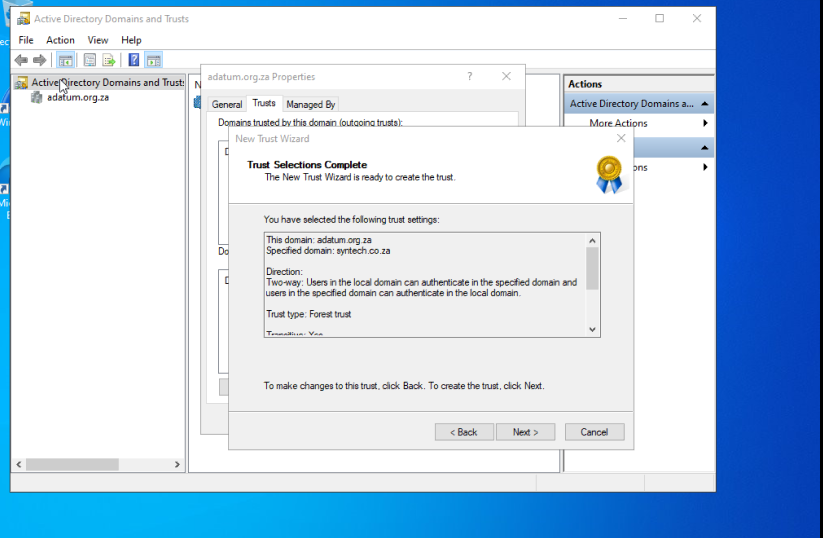 Active Directory Domains and Trusts
File Action View Help
Active Directory Domains and Trusts
adatum.org.za
adatum.org.za Properties
?
General Trusts Managed By
Domains trusted by this domain (outgoing trusts):
New Trust Wizard
Trust Selections Complete
The New Trust Wizard is ready to create the trust.
You have selected the following trust settings:
This domain: adatum.org.za
Specified domain: syntech.co.za
Direction:
Two-way: Users in the local domain can authenticate in the specified domain and
users in the specified domain can authenticate in the local domain.
Trust type: Forest trust
Transitive: Yes
To make changes to this trust, click Back. To create the trust, click Next.
< Back Next > Cancel
Actions
Active Directory Domains a...
More Actions